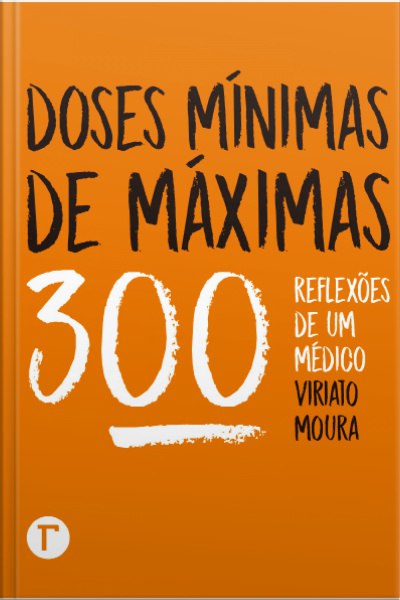 DOSES MÍNIMAS
DE MÁXIMAS
300
REFLEXÕES
DE UM
MÉDICO
VIRIATO
MOURA
T